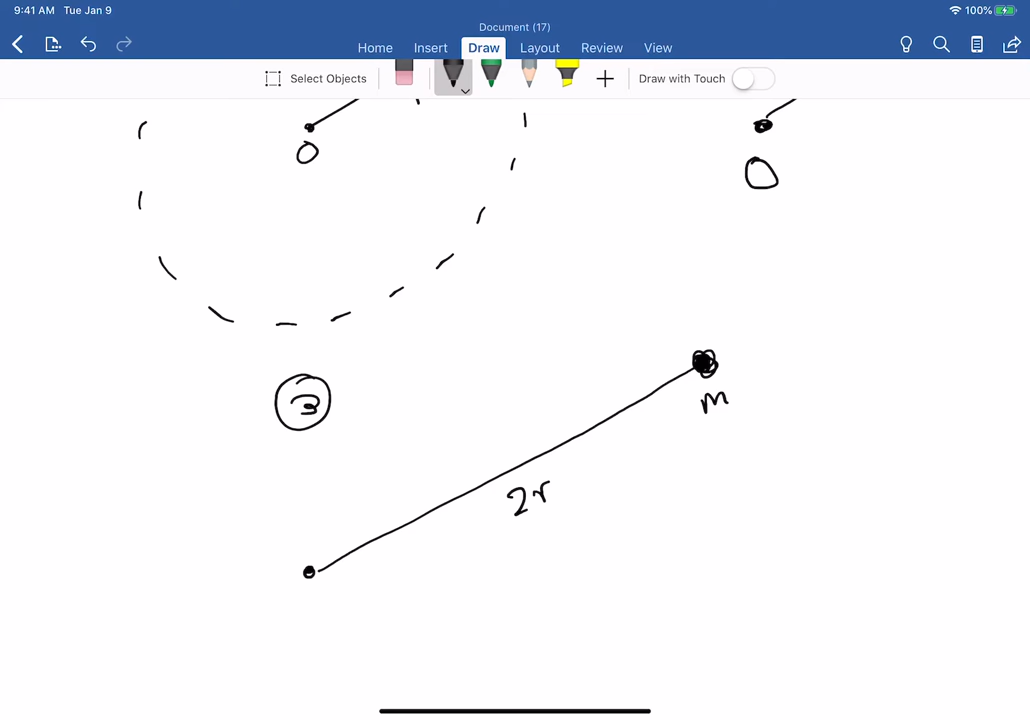 9:41 AM Tue Jan 9
100%
Document (17)
Home Insert Draw Layout Review View
Select Objects
Draw with Touch
O
O
3
m
2r